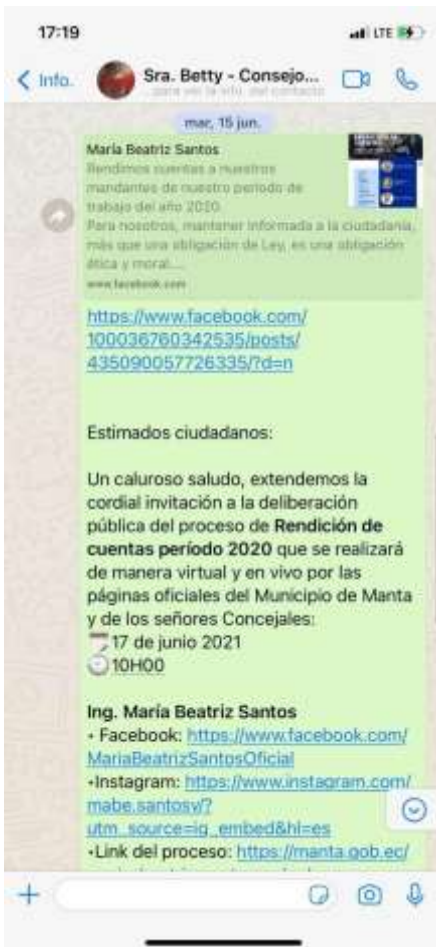 17:19
LTE
Info.
Sra. Betty - Consejo...
mar, 15 jun.
María Beatriz Santos
Rendimos cuentas a nuestros
mandantes de nuestro periodo de
trabajo del año 2020
Para nosotros, mantener informada a la ciudadanía,
más que una obligación de Ley, es una obligación
ética y moral....
www.facebook.com
https://www.facebook.com/
100036760342535/posts/
435090057726335/?d=n
Estimados ciudadanos:
Un caluroso saludo, extendemos la
cordial invitación a la deliberación
pública del proceso de Rendición de
cuentas período 2020 que se realizará
de manera virtual y en vivo por las
páginas oficiales del Municipio de Manta
y de los señores Concejales:
17 de junio 2021
10H00
Ing. María Beatriz Santos
• Facebook: https://www.facebook.com/
MariaBeatrizSantosOficial
•Instagram: https://www.instagram.com/
mabe.santosv/?
utm_source=ig_embed&hl=es
•Link del proceso: https://manta.gob.ec/